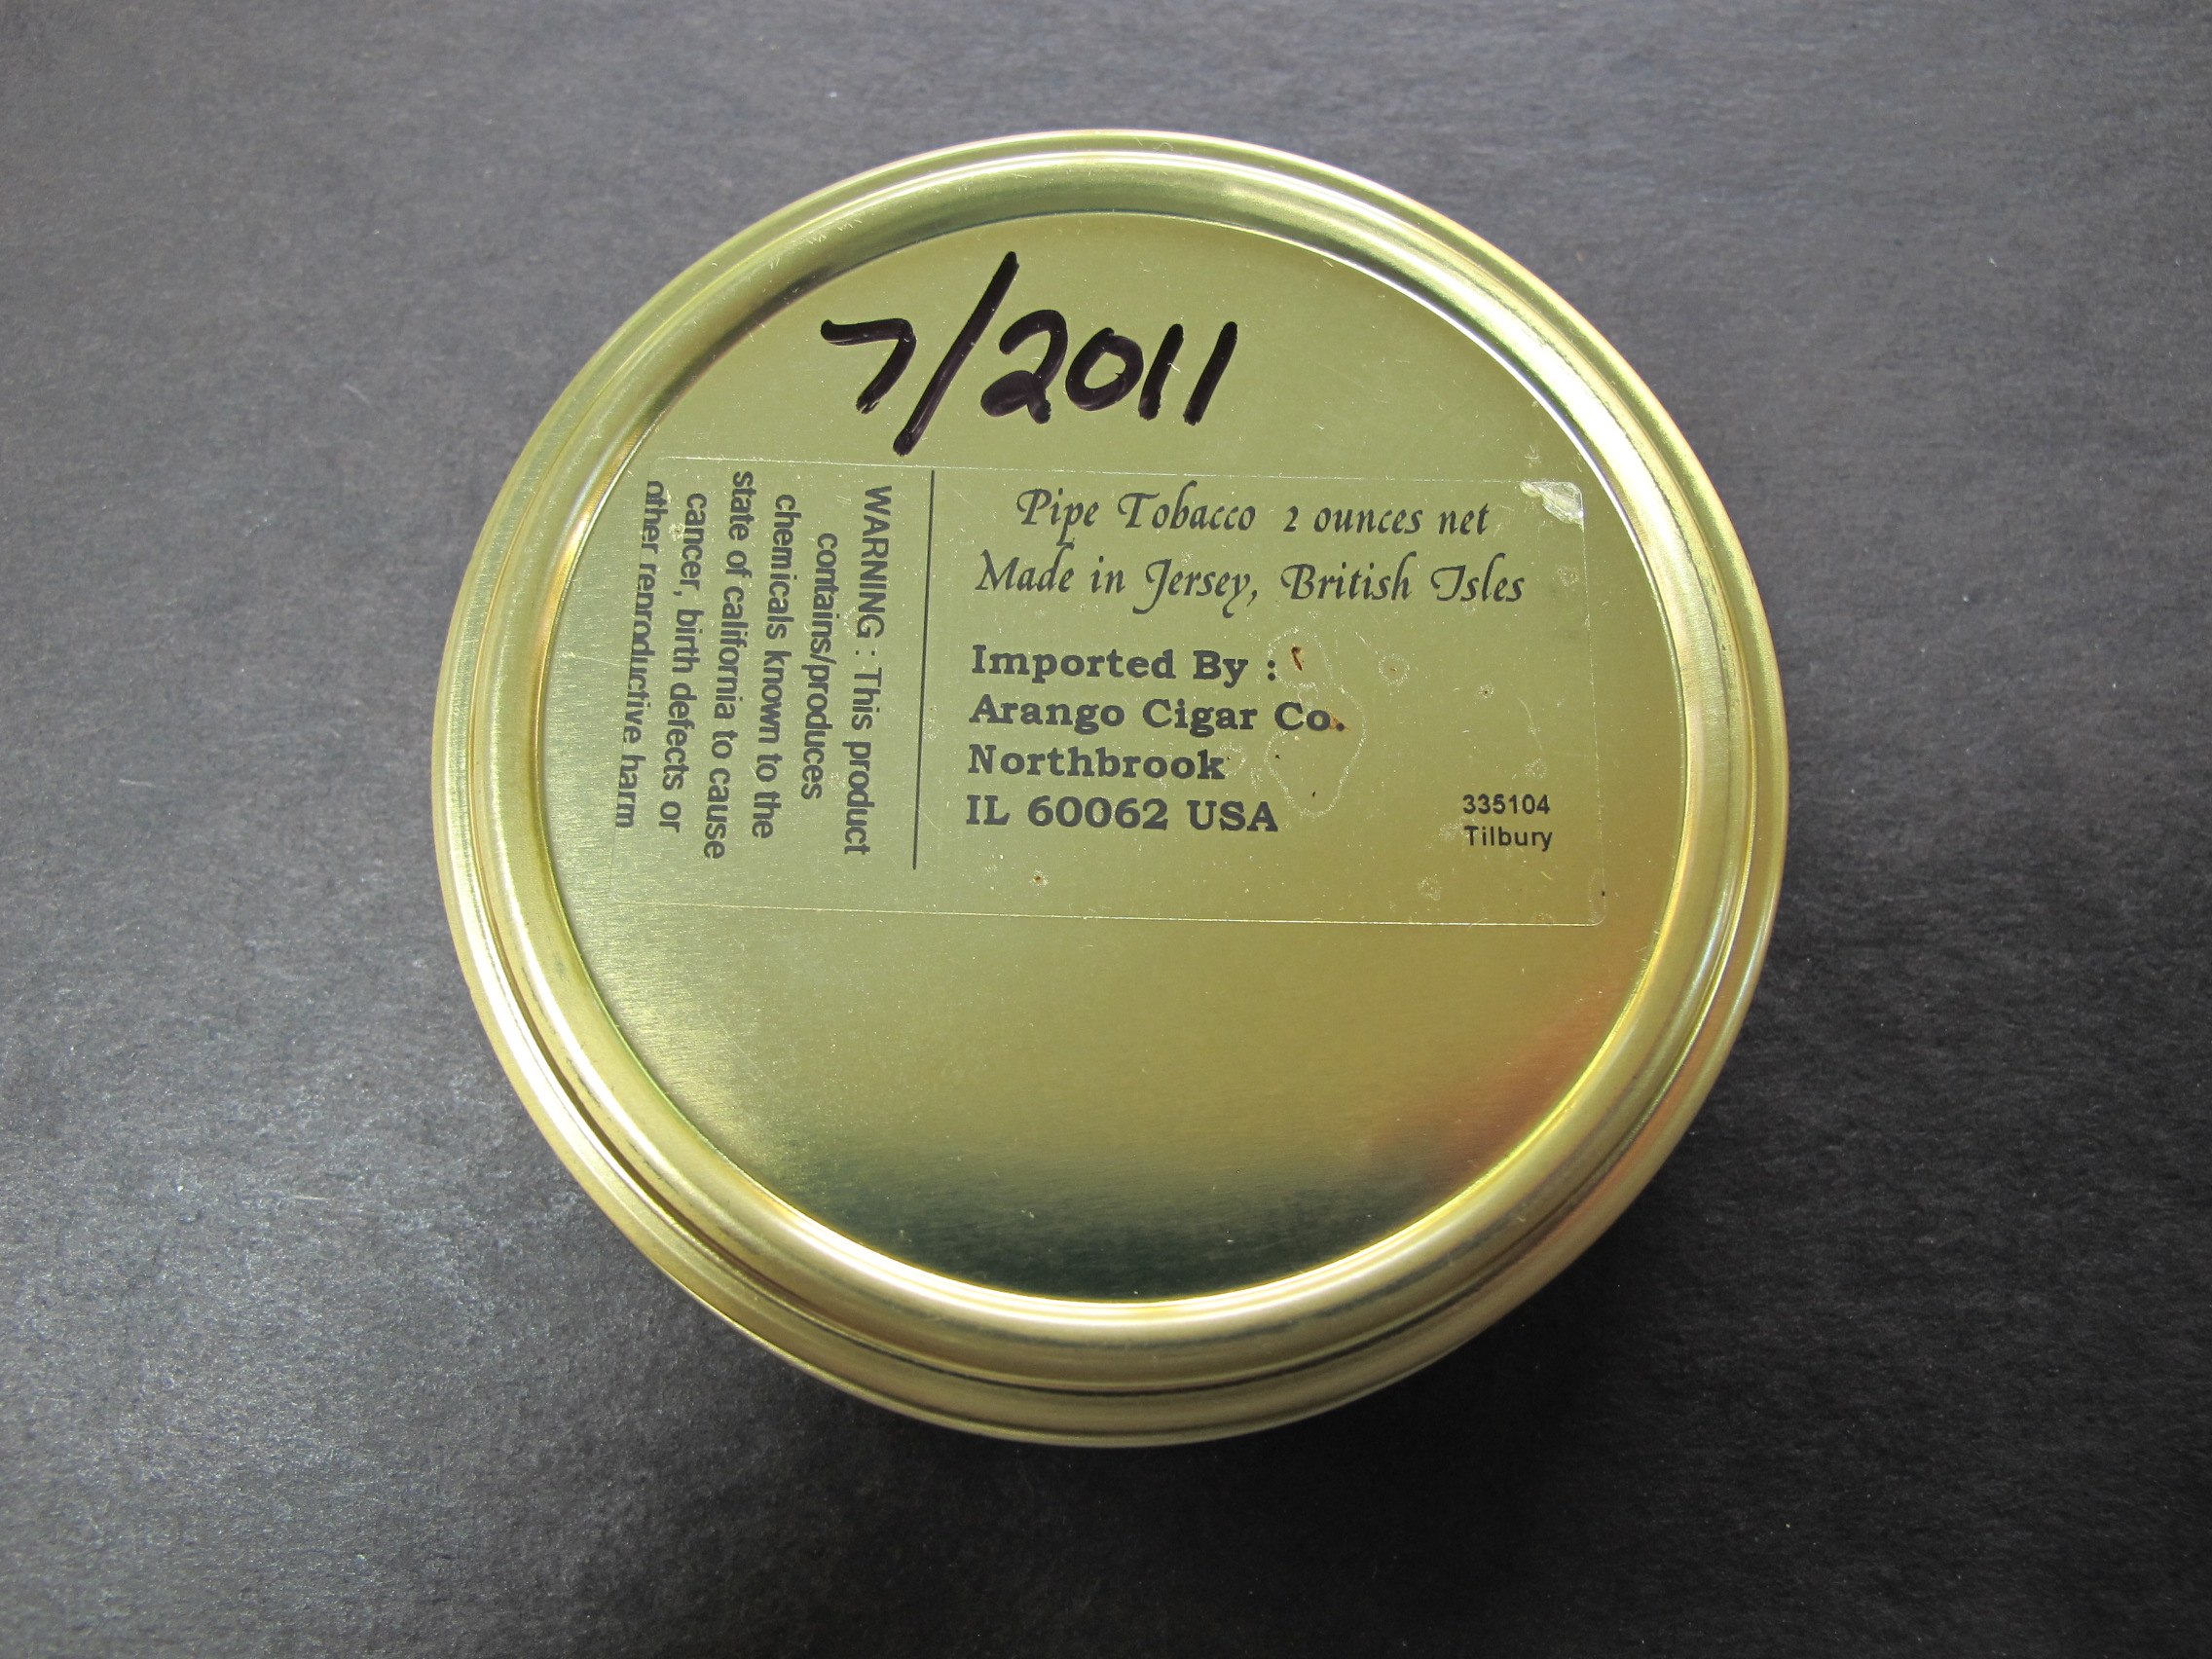 7/2011
Pipe Tobacco 2 ounces net
Made in Jersey, British Isles
Imported By :
Arango Cigar Co.
Northbrook
IL 60062 USA
335104
Tilbury
WARNING : This product
contains/produces
chemicals known to the
state of california to cause
cancer, birth defects or
other reproductive harm